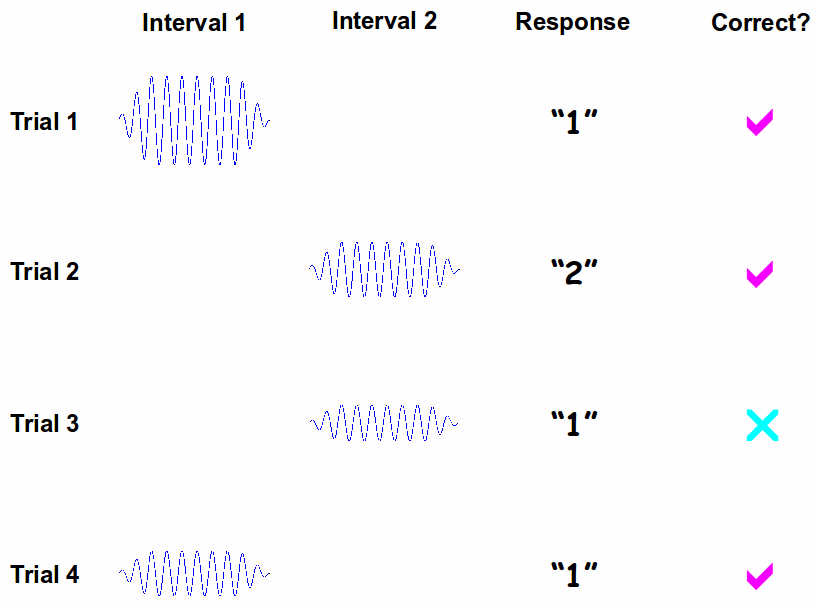 Interval 1 Interval 2 Response Correct?
Trial 1 “1”
Trial 2 “2”
Trial 3 “1”
Trial 4 “1”